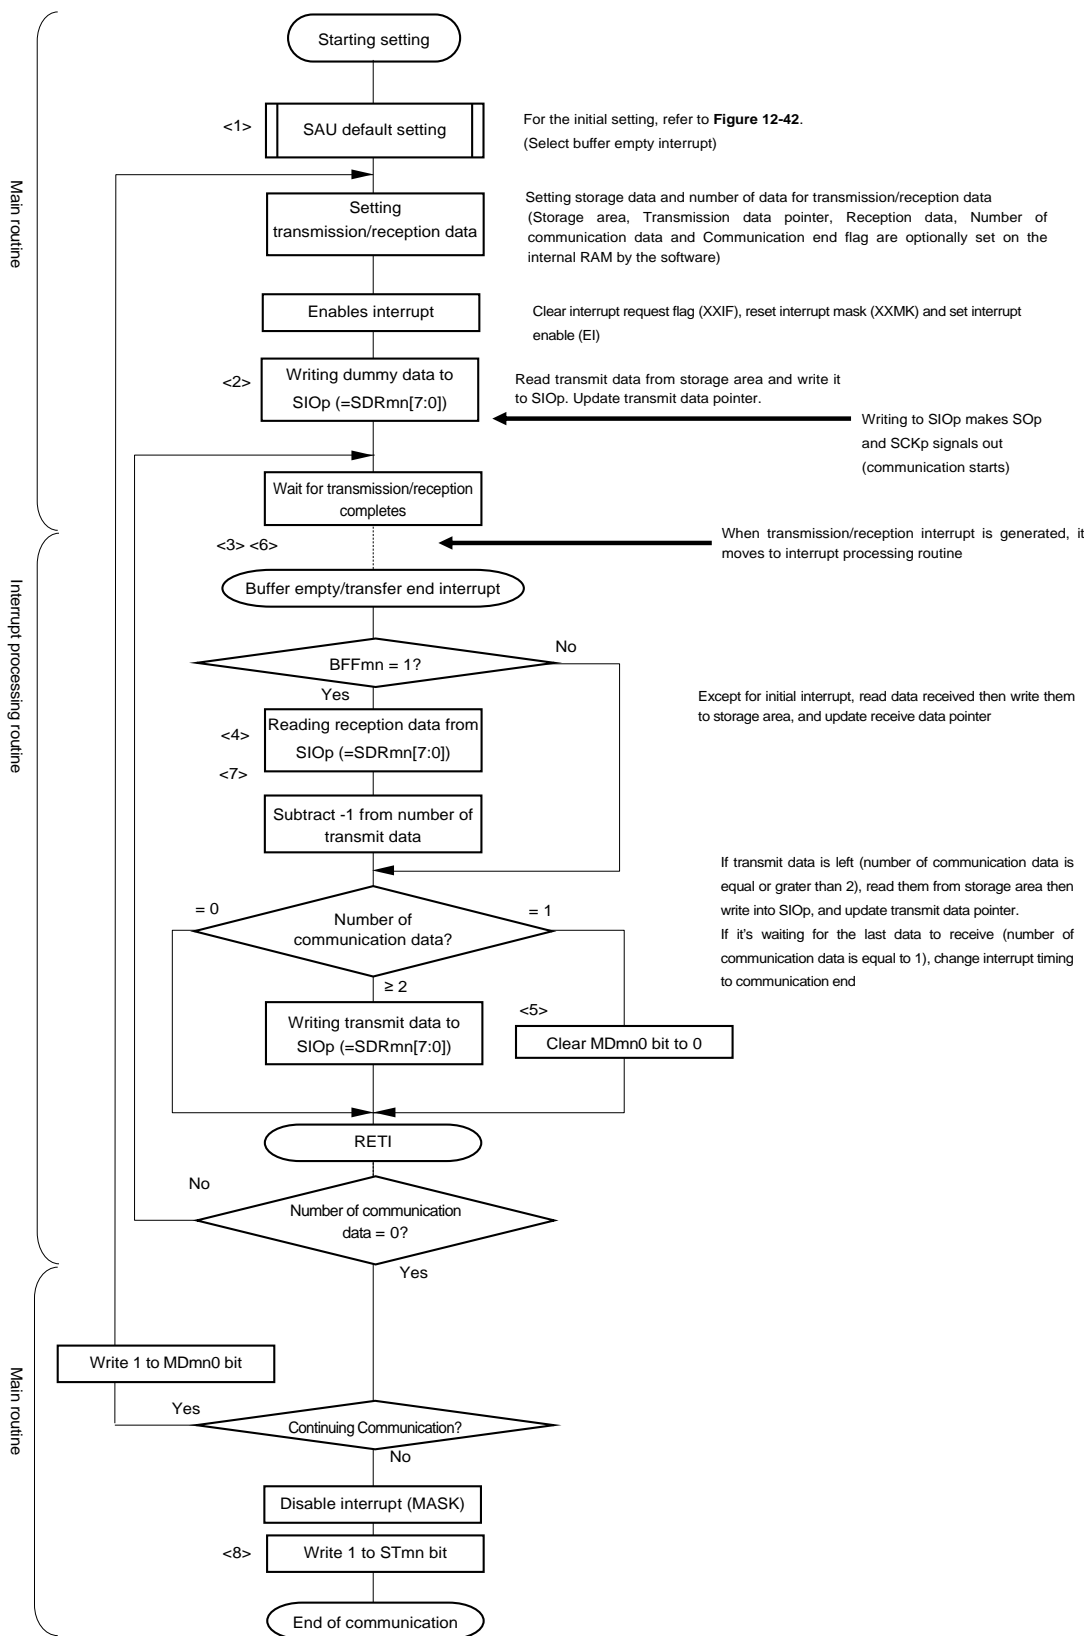 Starting setting
<1>
SAU default setting
For the initial setting, refer to Figure 12-42.
(Select buffer empty interrupt)
Main routine
Setting
transmission/reception data
Setting storage data and number of data for transmission/reception data
(Storage area, Transmission data pointer, Reception data, Number of
communication data and Communication end flag are optionally set on the
internal RAM by the software)
Enables interrupt
Clear interrupt request flag (XXIF), reset interrupt mask (XXMK) and set interrupt
enable (EI)
<2>
Writing dummy data to
SIOp (=SDRmn[7:0])
Read transmit data from storage area and write it
to SIOp. Update transmit data pointer.
Writing to SIOp makes SOp
and SCKp signals out
(communication starts)
Wait for transmission/reception
completes
<3> <6>
When transmission/reception interrupt is generated, it
moves to interrupt processing routine
Interrupt processing routine
Buffer empty/transfer end interrupt
BFFmn = 1?
No
Yes
<4>
Reading reception data from
SIOp (=SDRmn[7:0])
Except for initial interrupt, read data received then write them
to storage area, and update receive data pointer
<7>
Subtract -1 from number of
transmit data
= 0
Number of
communication data?
= 1
≥ 2
If transmit data is left (number of communication data is
equal or grater than 2), read them from storage area then
write into SIOp, and update transmit data pointer.
If it's waiting for the last data to receive (number of
communication data is equal to 1), change interrupt timing
to communication end
Writing transmit data to
SIOp (=SDRmn[7:0])
<5>
Clear MDmn0 bit to 0
RETI
No
Number of communication
data = 0?
Yes
Main routine
Write 1 to MDmn0 bit
Yes
Continuing Communication?
No
Disable interrupt (MASK)
<8>
Write 1 to STmn bit
End of communication